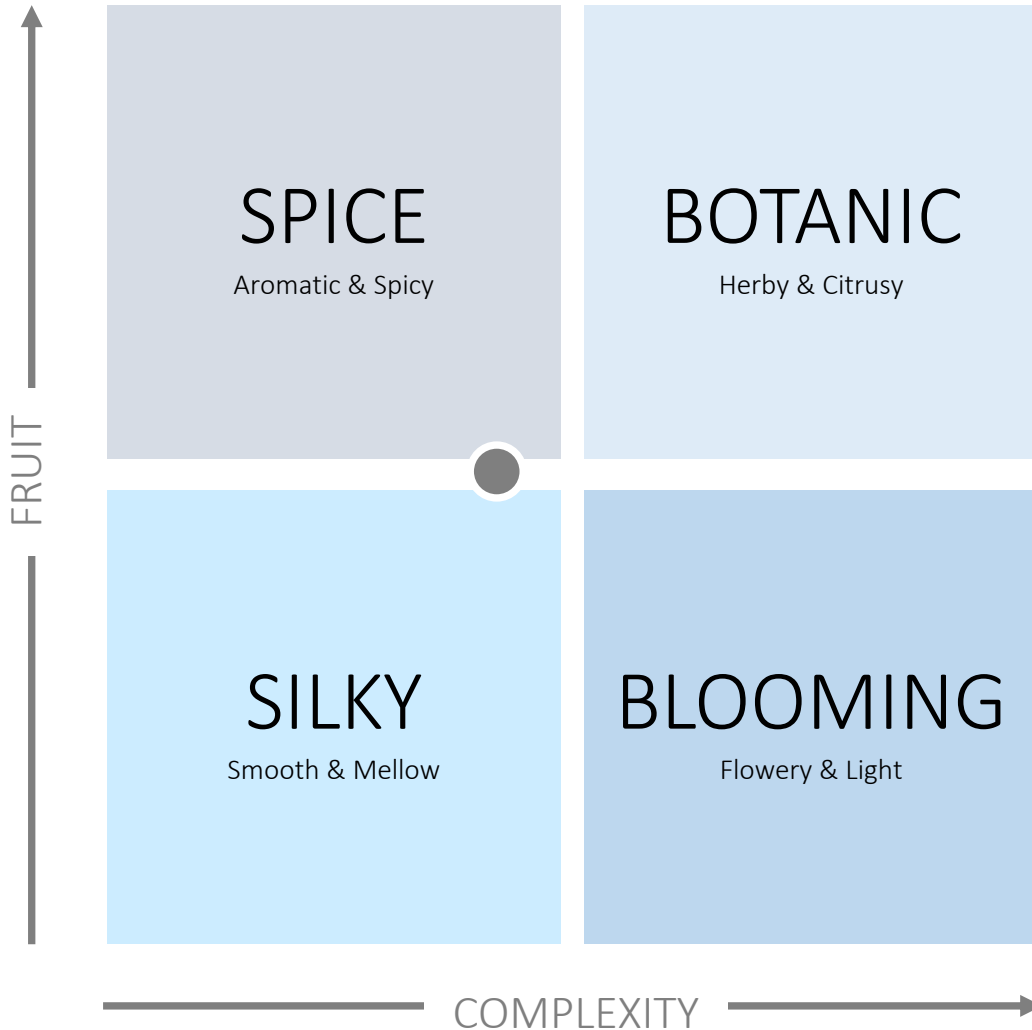 SPICE
Aromatic & Spicy
BOTANIC
Herby & Citrusy
FRUIT
SILKY
Smooth & Mellow
BLOOMING
Flowery & Light
COMPLEXITY